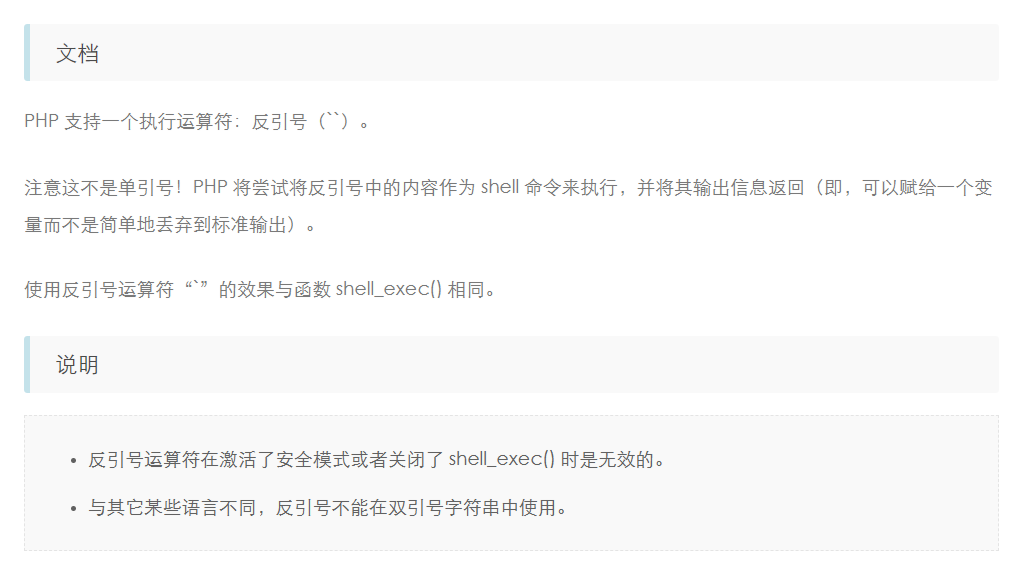 文档
PHP 支持一个执行运算符：反引号（``）。
注意这不是单引号！PHP 将尝试将反引号中的内容作为 shell 命令来执行，并将其输出信息返回（即，可以赋给一个变
量而不是简单地丢弃到标准输出）。
使用反引号运算符“`”的效果与函数 shell_exec() 相同。
说明
• 反引号运算符在激活了安全模式或者关闭了 shell_exec() 时是无效的。
• 与其它某些语言不同，反引号不能在双引号字符串中使用。